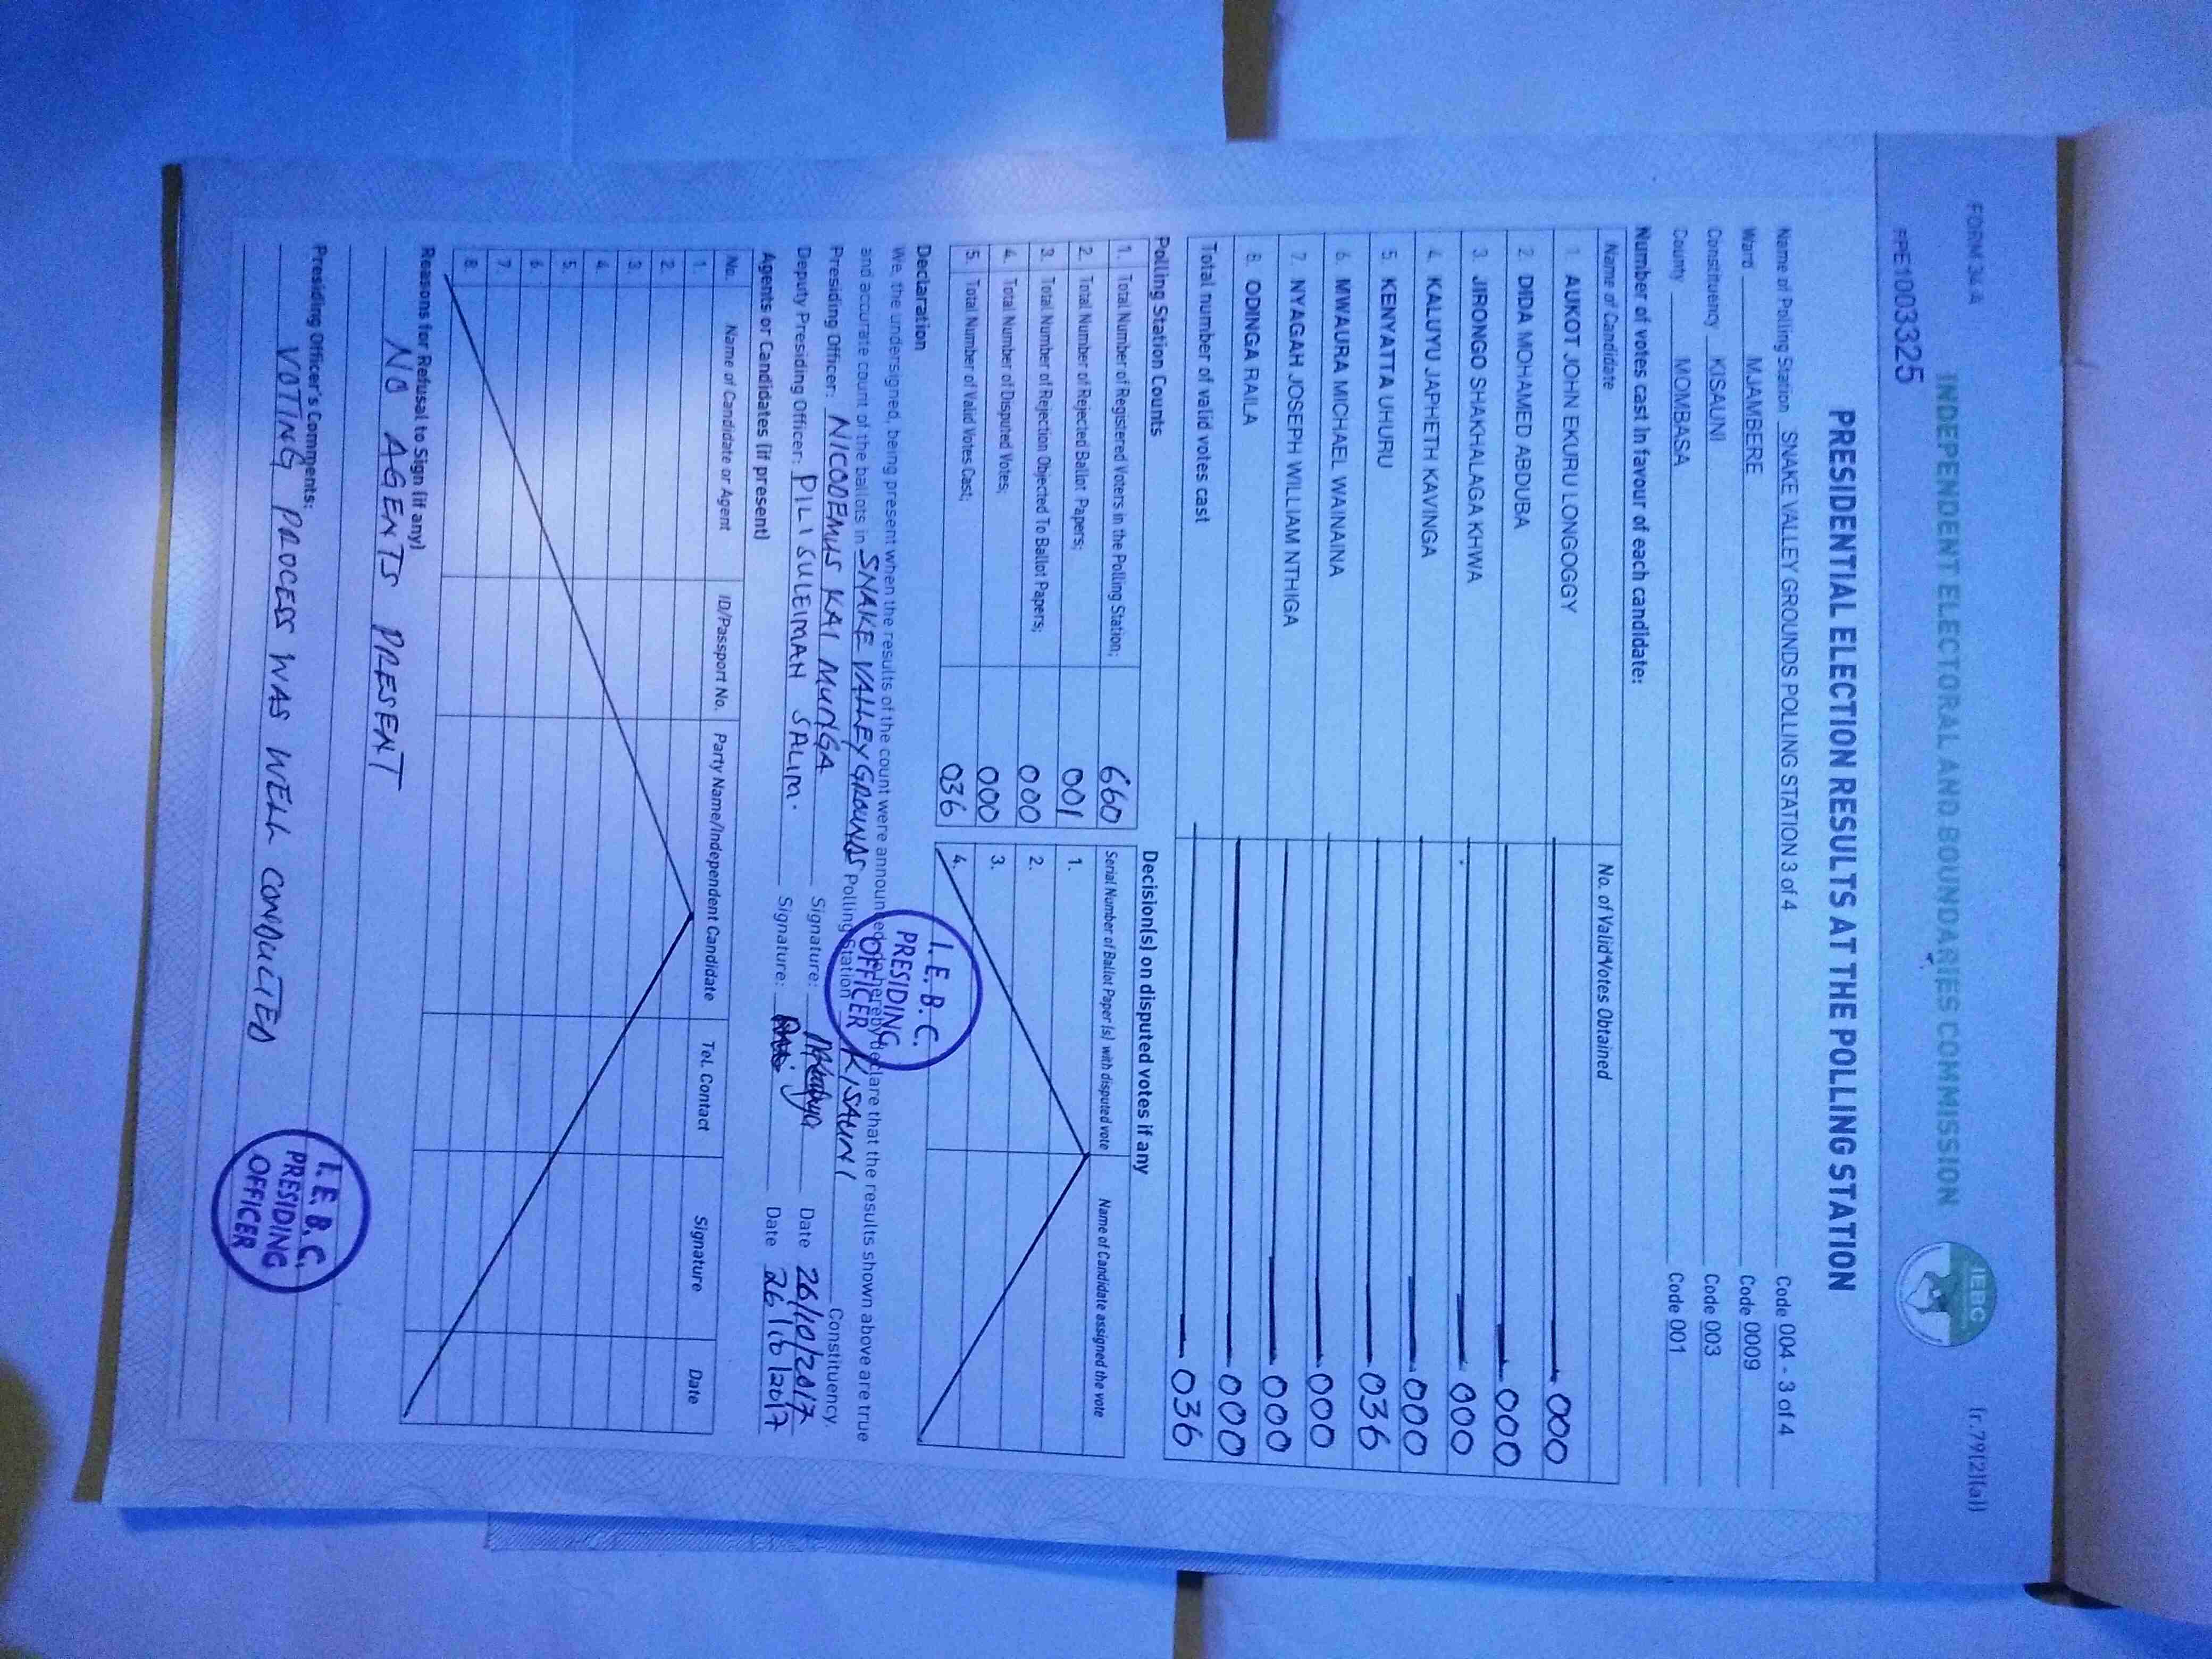 FORM 34A (r.79(2)(a))
INDEPENDENT ELECTORAL AND BOUNDARIES COMMISSION
IEBC
PRE1003325
PRESIDENTIAL ELECTION RESULTS AT THE POLLING STATION
Name of Polling Station SNAKE VALLEY GROUNDS POLLING STATION 3 of 4 Code 004 - 3 of 4
Ward MJAMBERE Code 0009
Constituency KISAUNI Code 003
County MOMBASA Code 001
Number of votes cast in favour of each candidate:
Name of Candidate No. of Valid Votes Obtained
1. AUKOT JOHN EKURU LONGOGGY 000
2. DIDA MOHAMED ABDUBA 000
3. JIRONGO SHAKHALAGA KHWA 000
4. KALUYU JAPHETH KAVINGA 000
5. KENYATTA UHURU 036
6. MWAURA MICHAEL WAINAINA 000
7. NYAGAH JOSEPH WILLIAM NTHIGA 000
8. ODINGA RAILA 000
Total number of valid votes cast 036
Polling Station Counts
1. Total Number of Registered Voters in the Polling Station; 660
2. Total Number of Rejected Ballot Papers; 001
3. Total Number of Rejection Objected To Ballot Papers; 000
4. Total Number of Disputed Votes; 000
5. Total Number of Valid Votes Cast; 036
Decision(s) on disputed votes if any
Serial Number of Ballot Paper (s) with disputed vote Name of Candidate assigned the vote
1.
2.
3.
4.
I.E.B.C.
PRESIDING
OFFICER
Declaration
We, the undersigned, being present when the results of the count were announced, do hereby declare that the results shown above are true
and accurate count of the ballots in SNAKE VALLEY GROUNDS Polling Station KISAUNI Constituency.
Presiding Officer: NICODEMUS KAI MUNGA Signature: Date 26/10/2017
Deputy Presiding Officer: PILI SULEIMAN SALIM. Signature: Date 26/10/2017
Agents or Candidates (if present)
No. Name of Candidate or Agent ID/Passport No. Party Name/Independent Candidate Tel. Contact Signature Date
1.
2.
3.
4.
5.
6.
7.
8.
Reasons for Refusal to Sign (if any)
NO AGENTS PRESENT
Presiding Officer's Comments:
VOTING PROCESS WAS WELL CONDUCTED
I.E.B.C.
PRESIDING
OFFICER